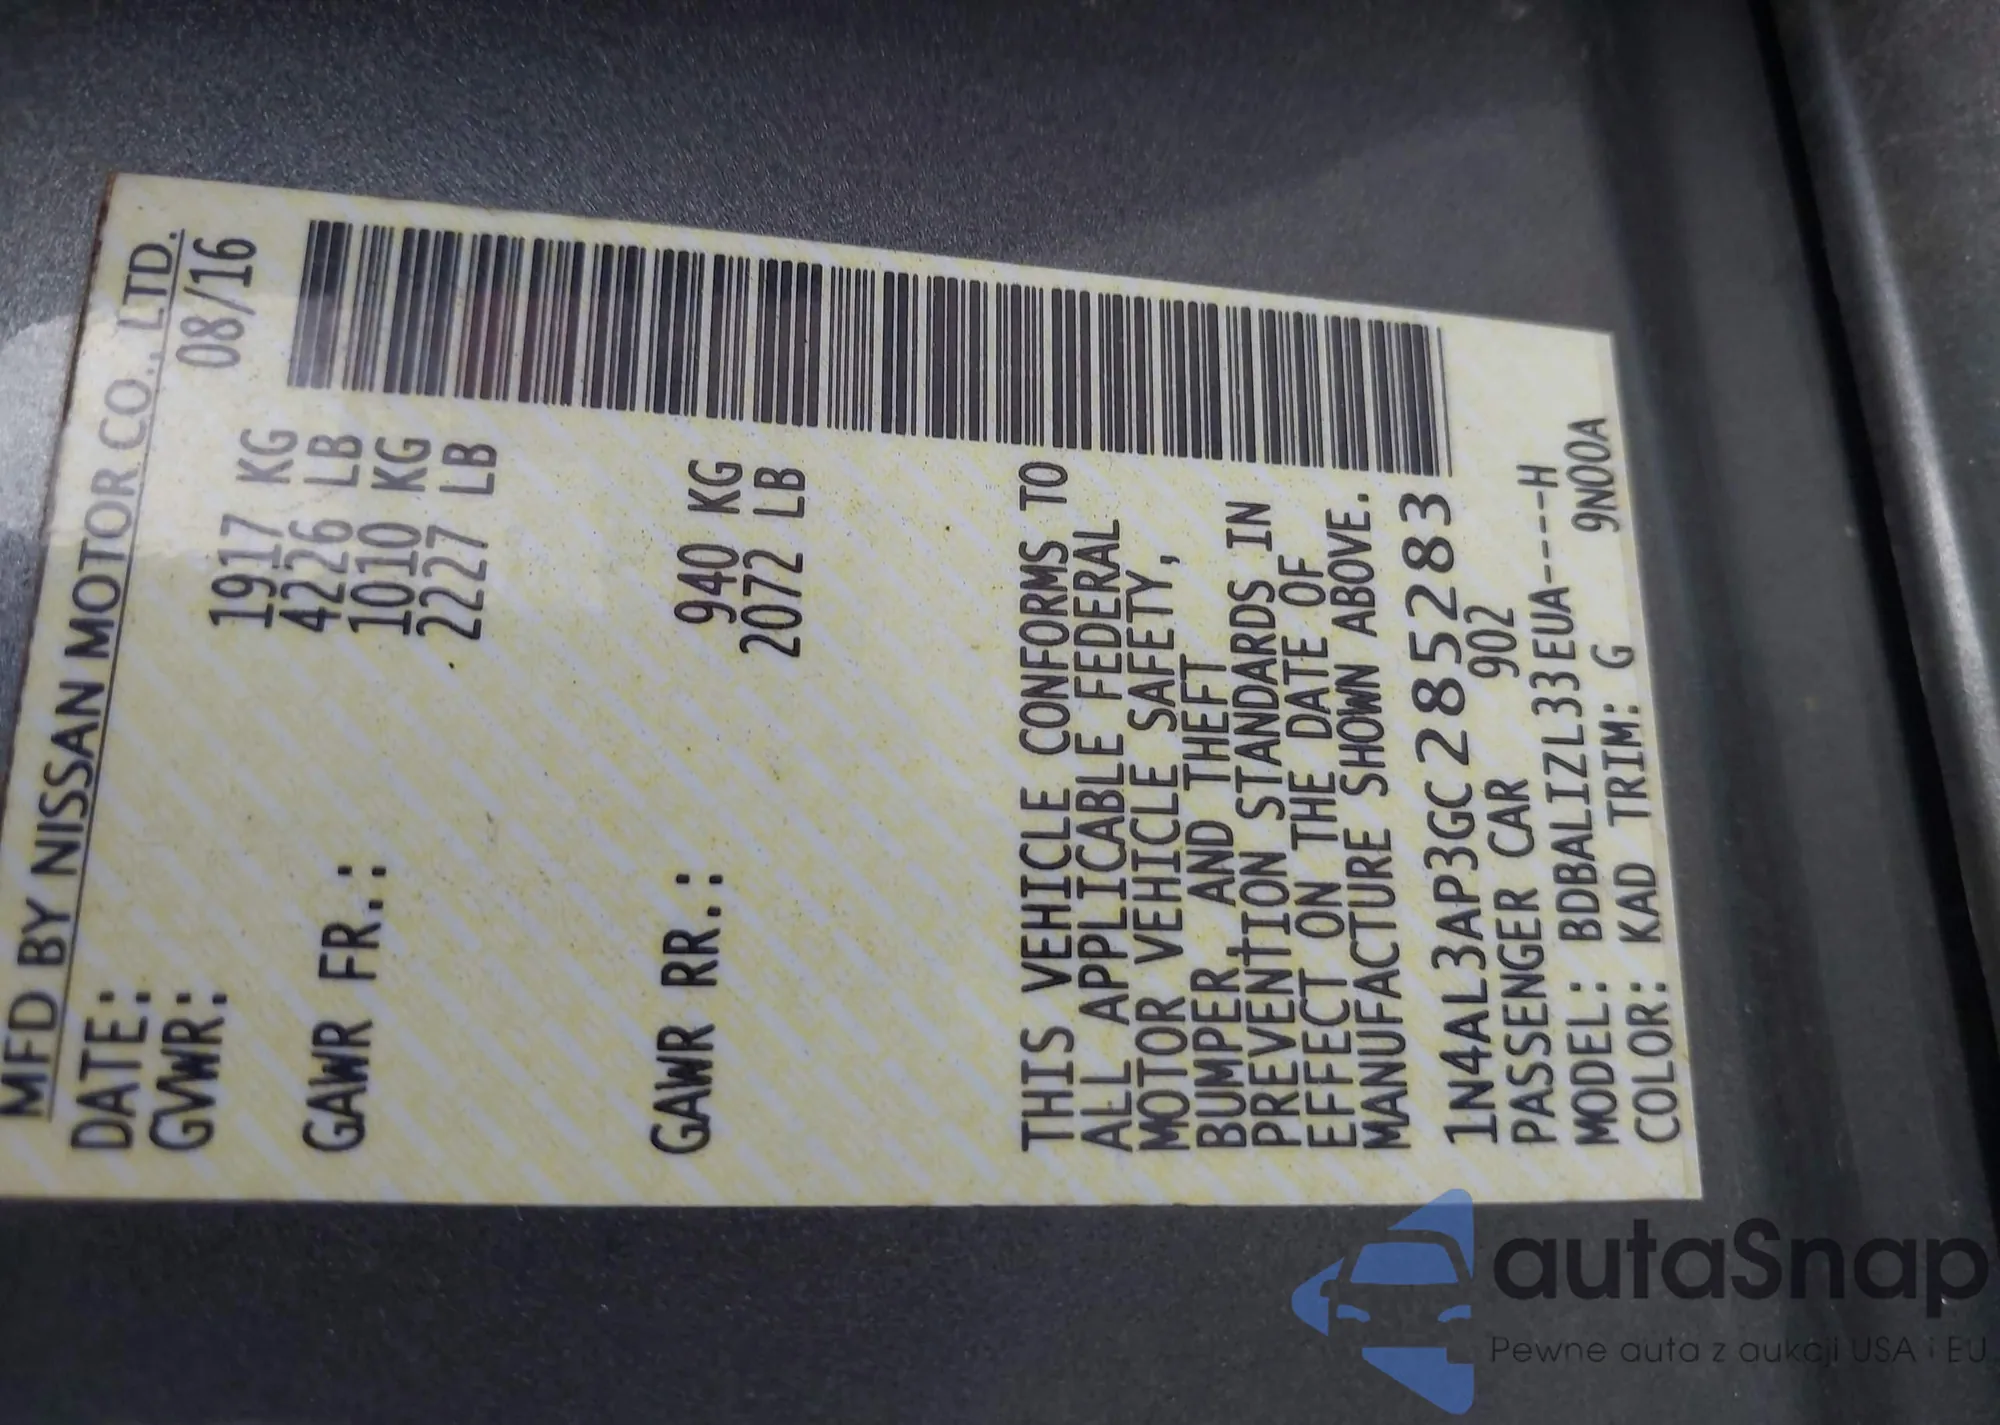 MFD BY NISSAN MOTOR CO., LTD.
DATE: 08/16
GVWR: 1917 KG
4226 LB
GAWR FR.: 1010 KG
2227 LB
GAWR RR.: 940 KG
2072 LB
THIS VEHICLE CONFORMS TO
ALL APPLICABLE FEDERAL
MOTOR VEHICLE SAFETY,
BUMPER AND THEFT
PREVENTION STANDARDS IN
EFFECT ON THE DATE OF
MANUFACTURE SHOWN ABOVE.
1N4AL3AP3GC285283
PASSENGER CAR 902
MODEL: BDBALIZL33EUA----H
COLOR: KAD TRIM: G 9N00A
autaSnap
Pewne auta z aukcji USA i EU